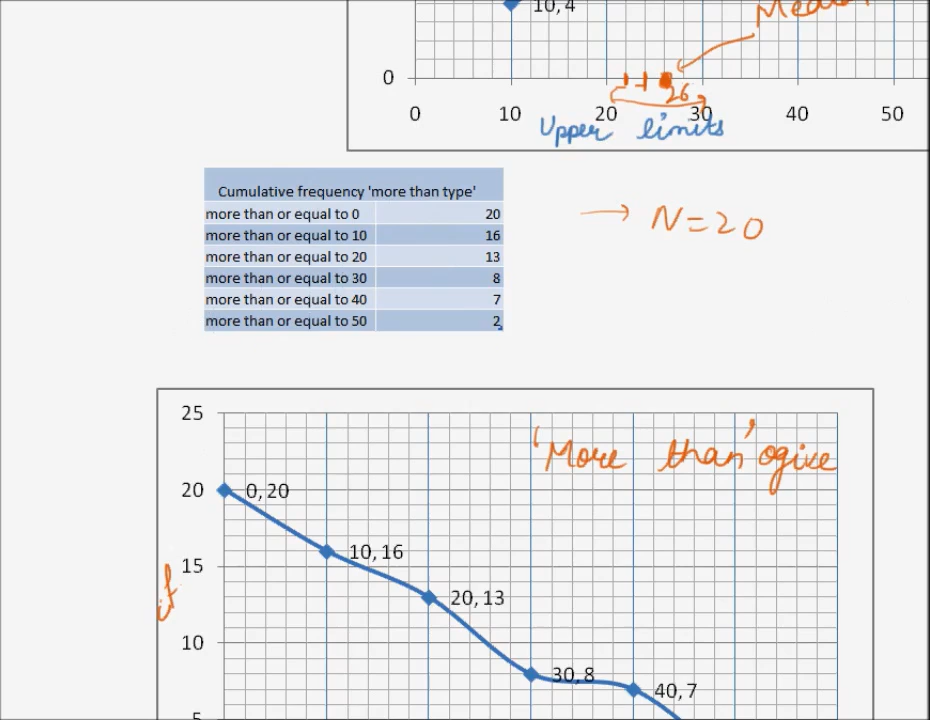 10, 4
Media
0
26
0 10 20 30 40 50
Upper limits
Cumulative frequency 'more than type'
more than or equal to 0 20
more than or equal to 10 16
more than or equal to 20 13
more than or equal to 30 8
more than or equal to 40 7
more than or equal to 50 2
→ N=20
25
'More than' ogive
20
0, 20
10, 16
15
cf
20, 13
10
30, 8
40, 7
5